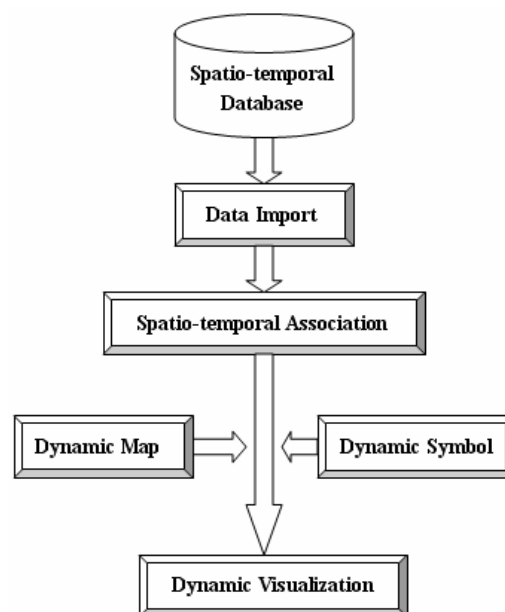 Spatio-temporal
Database
Data Import
Spatio-temporal Association
Dynamic Map
Dynamic Symbol
Dynamic Visualization